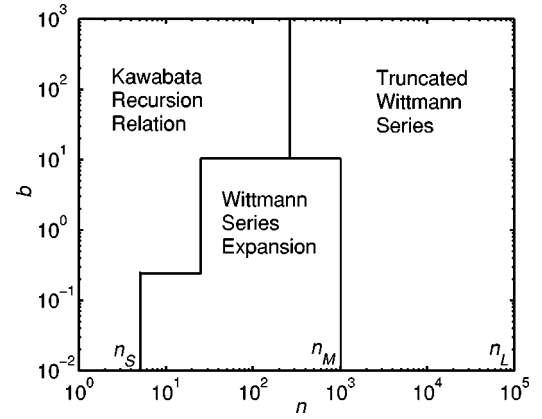 10^3
Kawabata
Recursion
Relation
Truncated
Wittmann
Series
10^2
10^1
b
Wittmann
Series
Expansion
10^0
10^-1
n_S
n_M
n_L
10^-2
10^0
10^1
10^2
10^3
10^4
10^5
n